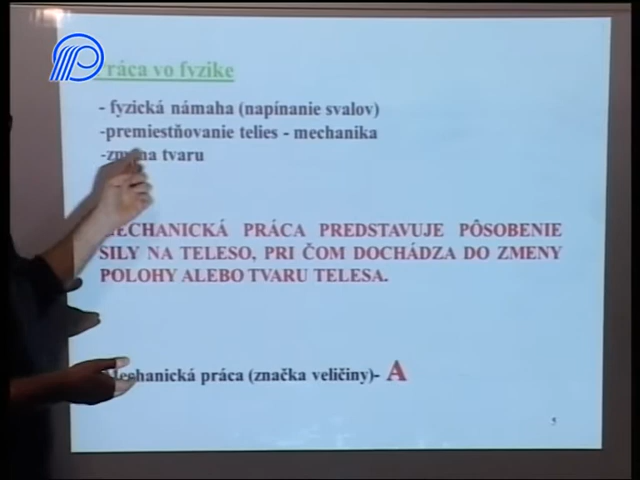 Práca vo fyzike
- fyzická námaha (napínanie svalov)
-premiestňovanie telies - mechanika
-zmena tvaru
MECHANICKÁ PRÁCA PREDSTAVUJE PÔSOBENIE
SILY NA TELESO, PRI ČOM DOCHÁDZA DO ZMENY
POLOHY ALEBO TVARU TELESA.
Mechanická práca (značka veličiny)- A
5